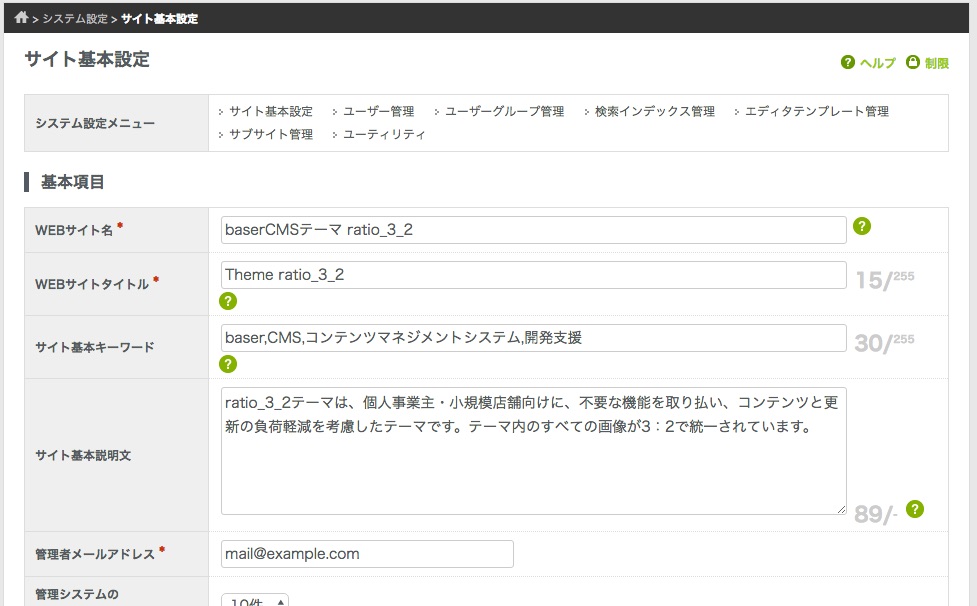 > システム設定 > サイト基本設定
サイト基本設定
? ヘルプ 制限
システム設定メニュー
サイト基本設定 ユーザー管理 ユーザーグループ管理 検索インデックス管理 エディタテンプレート管理
サブサイト管理 ユーティリティ
基本項目
WEBサイト名 * baserCMSテーマ ratio_3_2 ?
WEBサイトタイトル * Theme ratio_3_2 15/255
?
サイト基本キーワード baser,CMS,コンテンツマネジメントシステム,開発支援 30/255
?
サイト基本説明文
ratio_3_2テーマは、個人事業主・小規模店舗向けに、不要な機能を取り払い、コンテンツと更
新の負荷軽減を考慮したテーマです。テーマ内のすべての画像が3：2で統一されています。
89/- ?
管理者メールアドレス * mail@example.com
管理システムの
10件